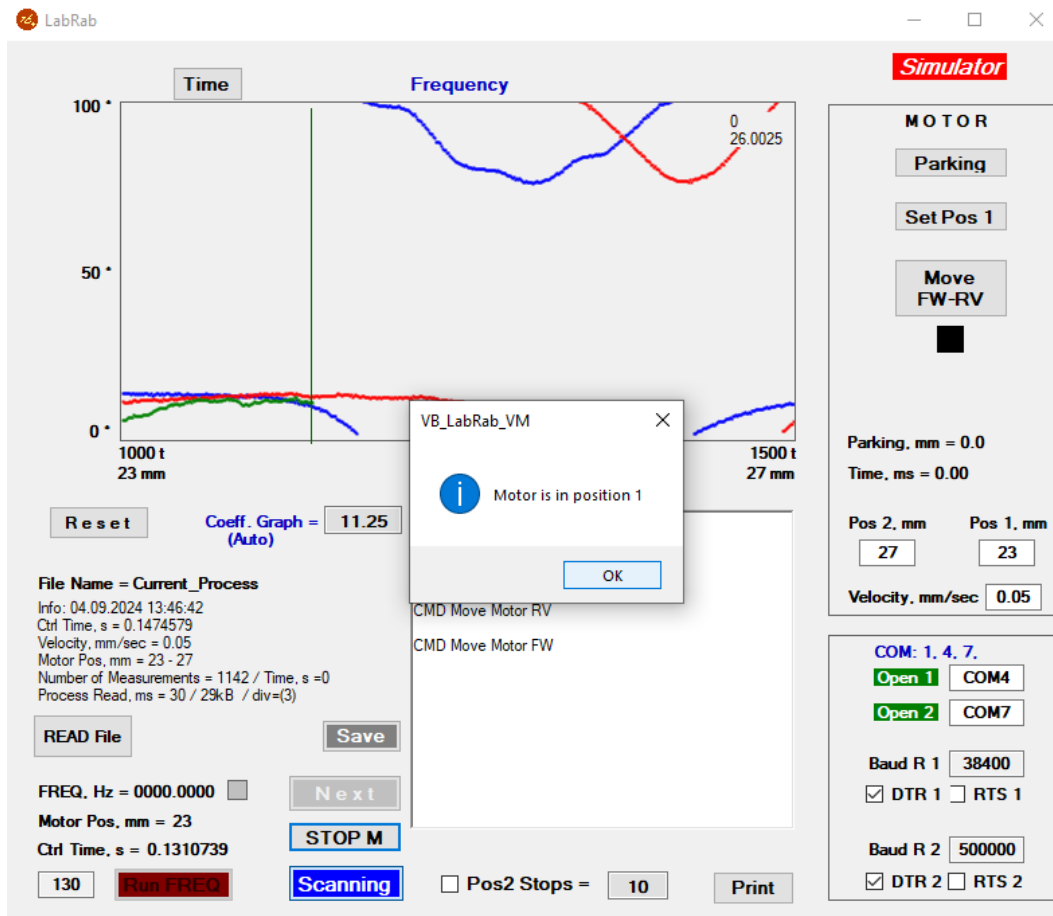 LabRab
Simulator
Time
Frequency
100 °
50 °
0 °
0
26.0025
1000 t
23 mm
1500 t
27 mm
MOTOR
Parking
Set Pos 1
Move
FW-RV
Parking, mm = 0.0
Time, ms = 0.00
Pos 2, mm Pos 1, mm
27 23
Velocity, mm/sec 0.05
VB_LabRab_VM
Motor is in position 1
OK
Reset
Coeff. Graph = 11.25
(Auto)
File Name = Current_Process
Info: 04.09.2024 13:46:42
Ctrl Time, s = 0.1474579
Velocity, mm/sec = 0.05
Motor Pos, mm = 23 - 27
Number of Measurements = 1142 / Time, s =0
Process Read, ms = 30 / 29kB / div=(3)
CMD Move Motor RV
CMD Move Motor FW
READ File
Save
FREQ, Hz = 0000.0000
Next
Motor Pos, mm = 23
STOP M
Ctrl Time, s = 0.1310739
130
Run FREQ
Scanning
Pos2 Stops = 10
Print
COM: 1, 4, 7,
Open 1 COM4
Open 2 COM7
Baud R 1 38400
DTR 1 RTS 1
Baud R 2 500000
DTR 2 RTS 2